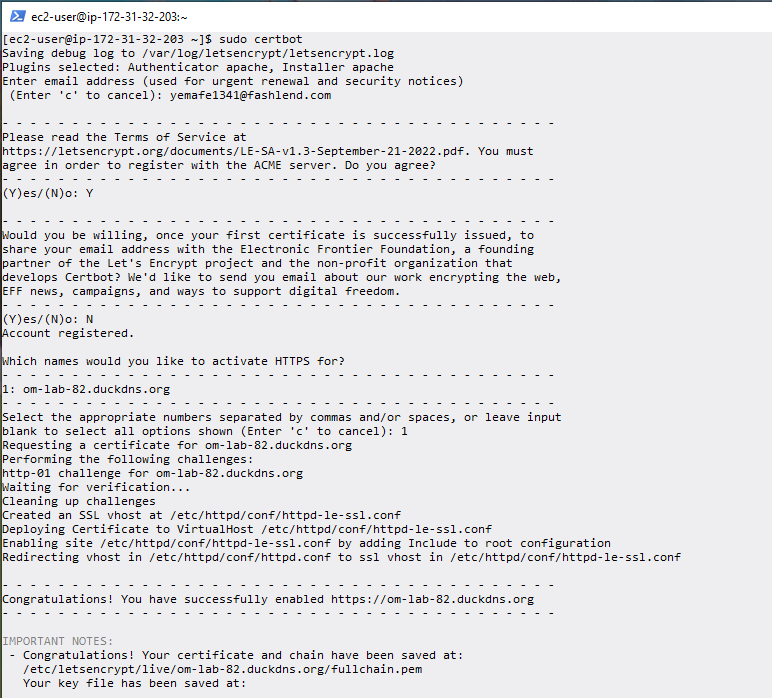 ec2-user@ip-172-31-32-203:~
[ec2-user@ip-172-31-32-203 ~]$ sudo certbot
Saving debug log to /var/log/letsencrypt/letsencrypt.log
Plugins selected: Authenticator apache, Installer apache
Enter email address (used for urgent renewal and security notices)
 (Enter 'c' to cancel): yemafe1341@fashlend.com
- - - - - - - - - - - - - - - - - - - - - - - - - - - - - - - - - - - - - - - -
Please read the Terms of Service at
https://letsencrypt.org/documents/LE-SA-v1.3-September-21-2022.pdf. You must
agree in order to register with the ACME server. Do you agree?
- - - - - - - - - - - - - - - - - - - - - - - - - - - - - - - - - - - - - - - -
(Y)es/(N)o: Y
- - - - - - - - - - - - - - - - - - - - - - - - - - - - - - - - - - - - - - - -
Would you be willing, once your first certificate is successfully issued, to
share your email address with the Electronic Frontier Foundation, a founding
partner of the Let's Encrypt project and the non-profit organization that
develops Certbot? We'd like to send you email about our work encrypting the web,
EFF news, campaigns, and ways to support digital freedom.
- - - - - - - - - - - - - - - - - - - - - - - - - - - - - - - - - - - - - - - -
(Y)es/(N)o: N
Account registered.
Which names would you like to activate HTTPS for?
- - - - - - - - - - - - - - - - - - - - - - - - - - - - - - - - - - - - - - - -
1: om-lab-82.duckdns.org
- - - - - - - - - - - - - - - - - - - - - - - - - - - - - - - - - - - - - - - -
Select the appropriate numbers separated by commas and/or spaces, or leave input
blank to select all options shown (Enter 'c' to cancel): 1
Requesting a certificate for om-lab-82.duckdns.org
Performing the following challenges:
http-01 challenge for om-lab-82.duckdns.org
Waiting for verification...
Cleaning up challenges
Created an SSL vhost at /etc/httpd/conf/httpd-le-ssl.conf
Deploying Certificate to VirtualHost /etc/httpd/conf/httpd-le-ssl.conf
Enabling site /etc/httpd/conf/httpd-le-ssl.conf by adding Include to root configuration
Redirecting vhost in /etc/httpd/conf/httpd.conf to ssl vhost in /etc/httpd/conf/httpd-le-ssl.conf
- - - - - - - - - - - - - - - - - - - - - - - - - - - - - - - - - - - - - - - -
Congratulations! You have successfully enabled https://om-lab-82.duckdns.org
- - - - - - - - - - - - - - - - - - - - - - - - - - - - - - - - - - - - - - - -
IMPORTANT NOTES:
 - Congratulations! Your certificate and chain have been saved at:
   /etc/letsencrypt/live/om-lab-82.duckdns.org/fullchain.pem
   Your key file has been saved at: